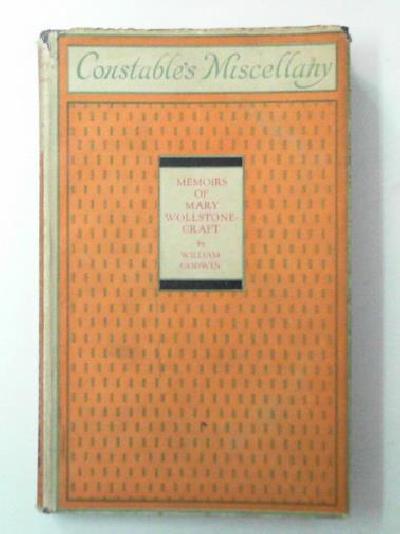 Constable's Miscellany
MEMOIRS
OF
MARY
WOLLSTONE-
CRAFT
by
WILLIAM
GODWIN